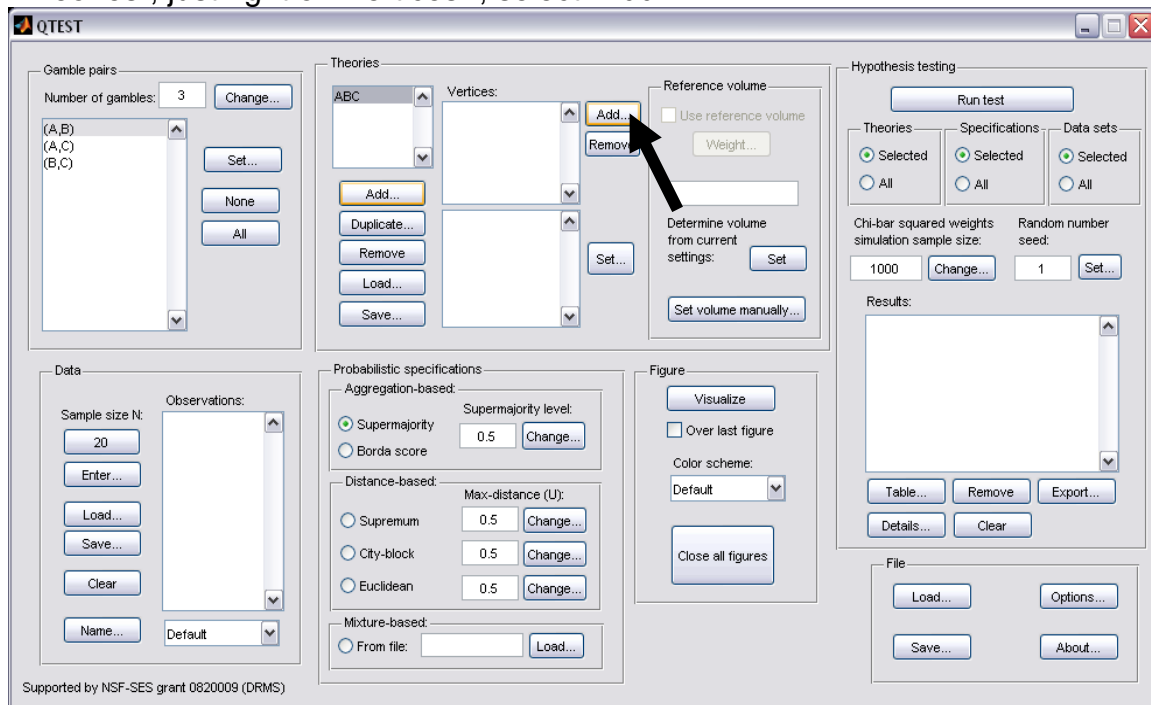 just right of select
QTEST
Gamble pairs
Number of gambles: 3 Change...
(A,B)
(A,C)
(B,C)
Set...
None
All
Theories
ABC
Vertices:
Add...
Remove
Add...
Duplicate...
Remove
Load...
Save...
Set...
Reference volume
Use reference volume
Weight...
Determine volume
from current
settings: Set
Set volume manually...
Hypothesis testing
Run test
Theories
Selected
All
Specifications
Selected
All
Data sets
Selected
All
Chi-bar squared weights
simulation sample size:
1000 Change...
Random number
seed:
1 Set...
Results:
Table... Remove Export...
Details... Clear
Data
Sample size N:
20
Enter...
Load...
Save...
Clear
Name...
Observations:
Default
Probabilistic specifications
Aggregation-based:
Supermajority
Borda score
Supermajority level:
0.5 Change...
Distance-based:
Max-distance (U):
Supremum 0.5 Change...
City-block 0.5 Change...
Euclidean 0.5 Change...
Mixture-based:
From file: Load...
Figure
Visualize
Over last figure
Color scheme:
Default
Close all figures
File
Load... Options...
Save... About...
Supported by NSF-SES grant 0820009 (DRMS)